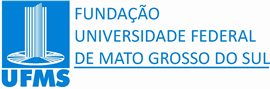 FUNDAÇÃO
UNIVERSIDADE FEDERAL
DE MATO GROSSO DO SUL
UFMS